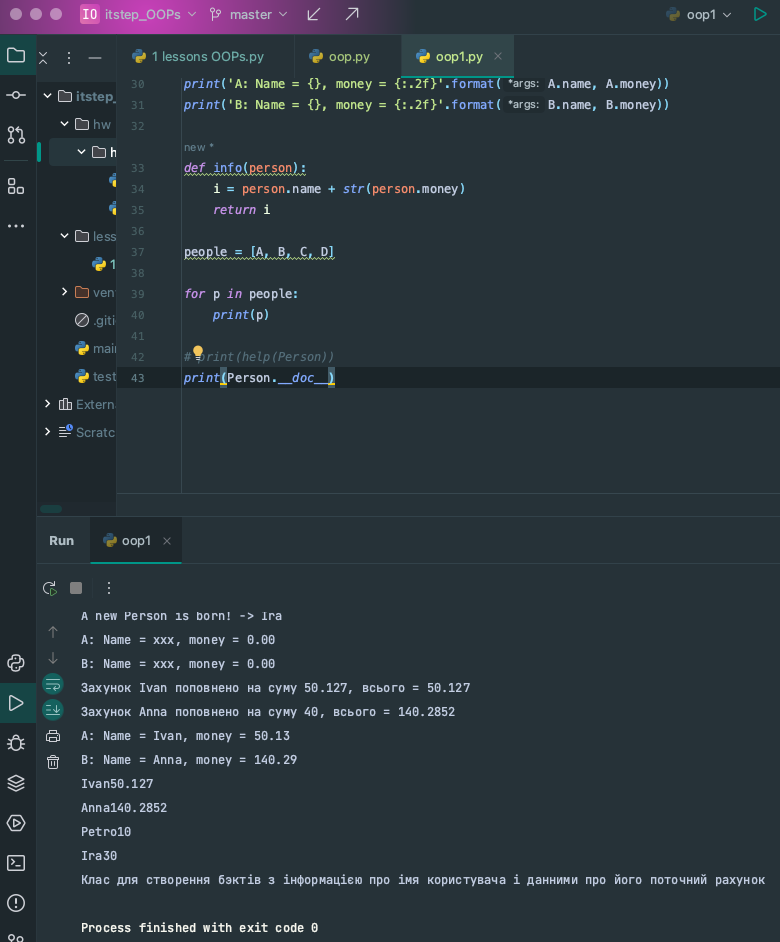 IO itstep_OOPs master oop1
1 lessons OOPs.py oop.py oop1.py
itstep_
hw
h
less
1
ven
.giti
mai
test
Extern
Scratc
30 print('A: Name = {}, money = {:.2f}'.format( *args: A.name, A.money))
31 print('B: Name = {}, money = {:.2f}'.format( *args: B.name, B.money))
32
new *
33 def info(person):
34 i = person.name + str(person.money)
35 return i
36
37 people = [A, B, C, D]
38
39 for p in people:
40 print(p)
41
42 # print(help(Person))
43 print(Person.__doc__)
Run oop1
A new Person is born! -> Ira
A: Name = xxx, money = 0.00
B: Name = xxx, money = 0.00
Захунок Ivan поповнено на суму 50.127, всього = 50.127
Захунок Anna поповнено на суму 40, всього = 140.2852
A: Name = Ivan, money = 50.13
B: Name = Anna, money = 140.29
Ivan50.127
Anna140.2852
Petro10
Ira30
Клас для створення бэктів з інформацією про імя користувача і данними про його поточний рахунок
Process finished with exit code 0